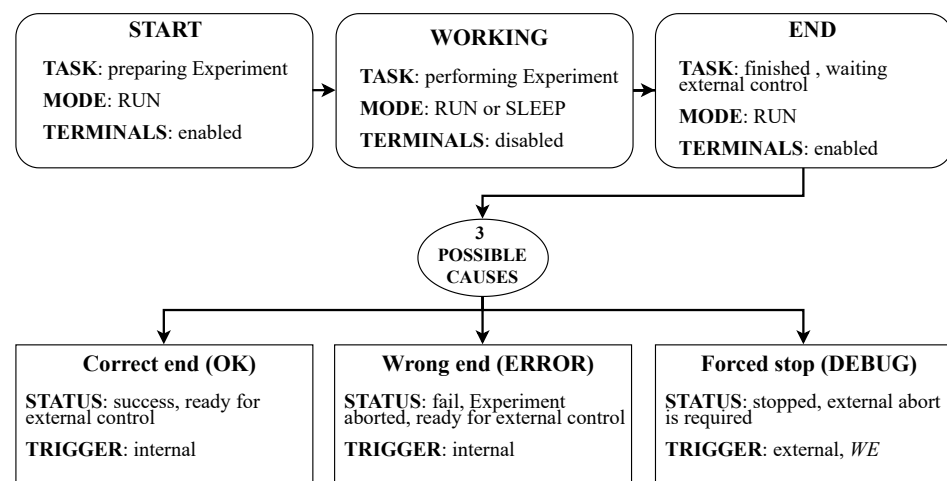 START
TASK: preparing Experiment
MODE: RUN
TERMINALS: enabled
WORKING
TASK: performing Experiment
MODE: RUN or SLEEP
TERMINALS: disabled
END
TASK: finished , waiting
external control
MODE: RUN
TERMINALS: enabled
3
POSSIBLE
CAUSES
Correct end (OK)
STATUS: success, ready for
external control
TRIGGER: internal
Wrong end (ERROR)
STATUS: fail, Experiment
aborted, ready for external control
TRIGGER: internal
Forced stop (DEBUG)
STATUS: stopped, external abort
is required
TRIGGER: external, WE